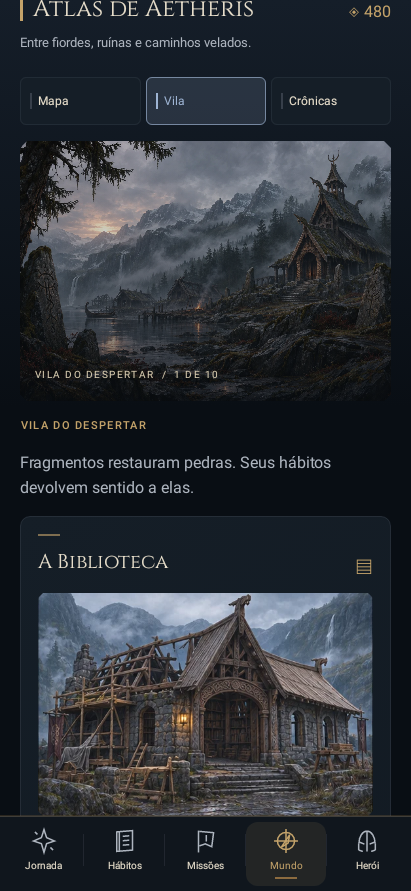 Atlas de Aetheris
480
Entre fiordes, ruínas e caminhos velados.
Mapa
Vila
Crônicas
VILA DO DESPERTAR / 1 DE 10
VILA DO DESPERTAR
Fragmentos restauram pedras. Seus hábitos
devolvem sentido a elas.
A Biblioteca
Jornada
Hábitos
Missões
Mundo
Herói